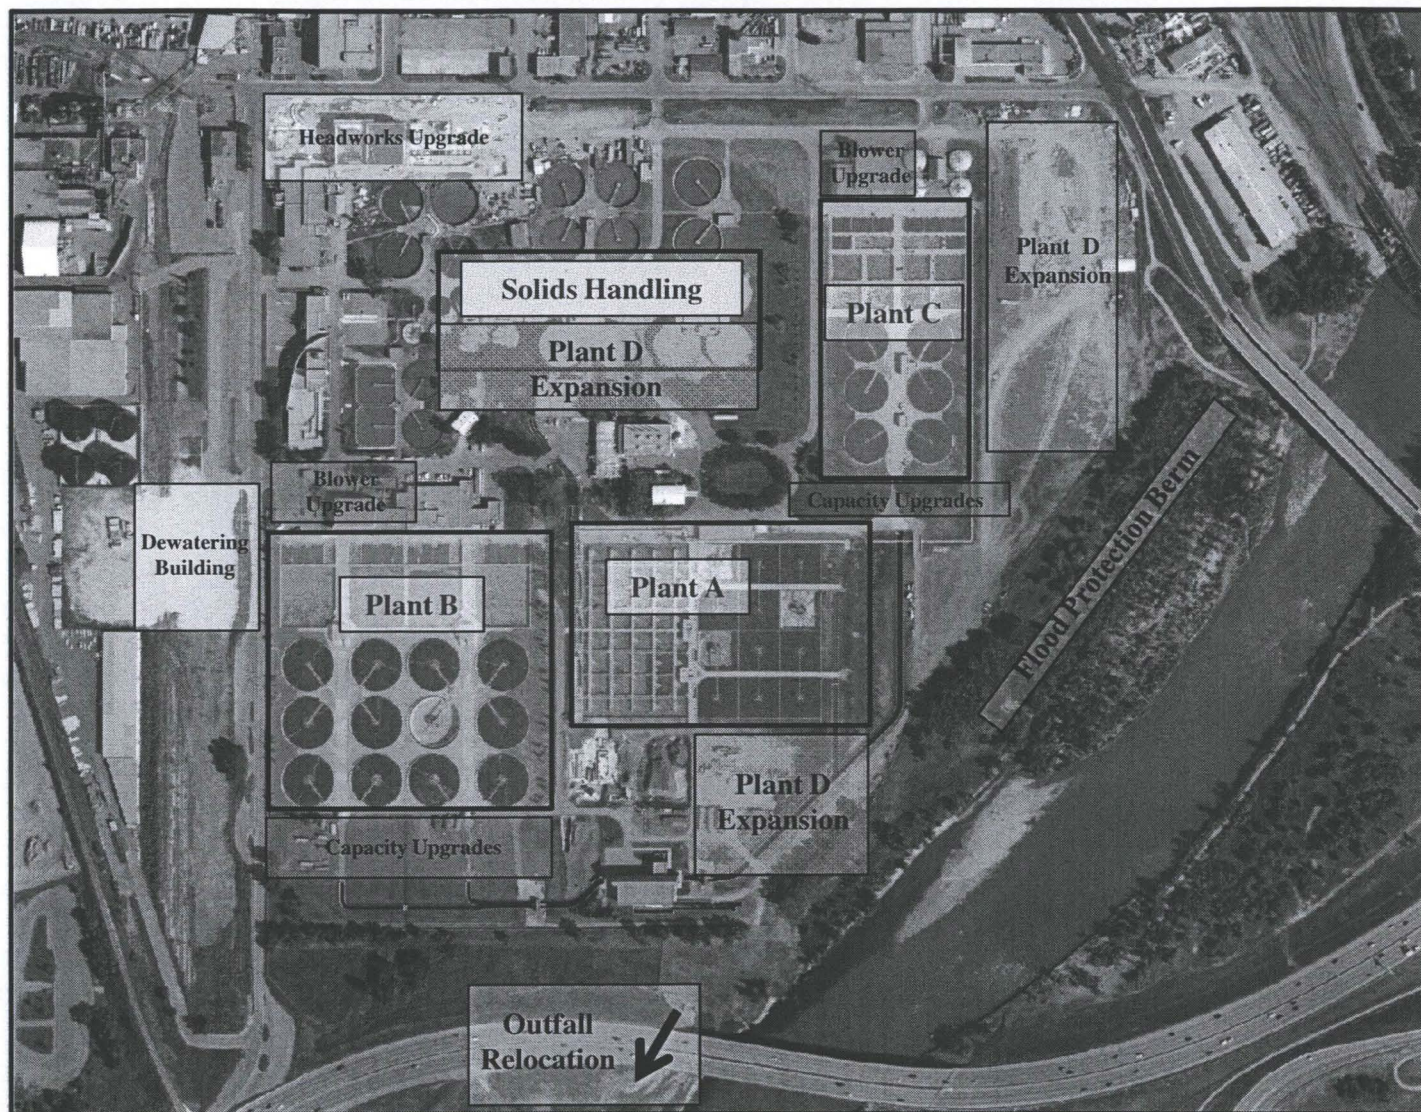 Headworks Upgrade
Blower
Upgrade
Plant D
Expansion
Solids Handling
Plant C
Plant D
Expansion
Blower
Upgrade
Capacity Upgrades
Flood Protection Berm
Dewatering
Building
Plant B
Plant A
Plant D
Expansion
Capacity Upgrades
Outfall
Relocation